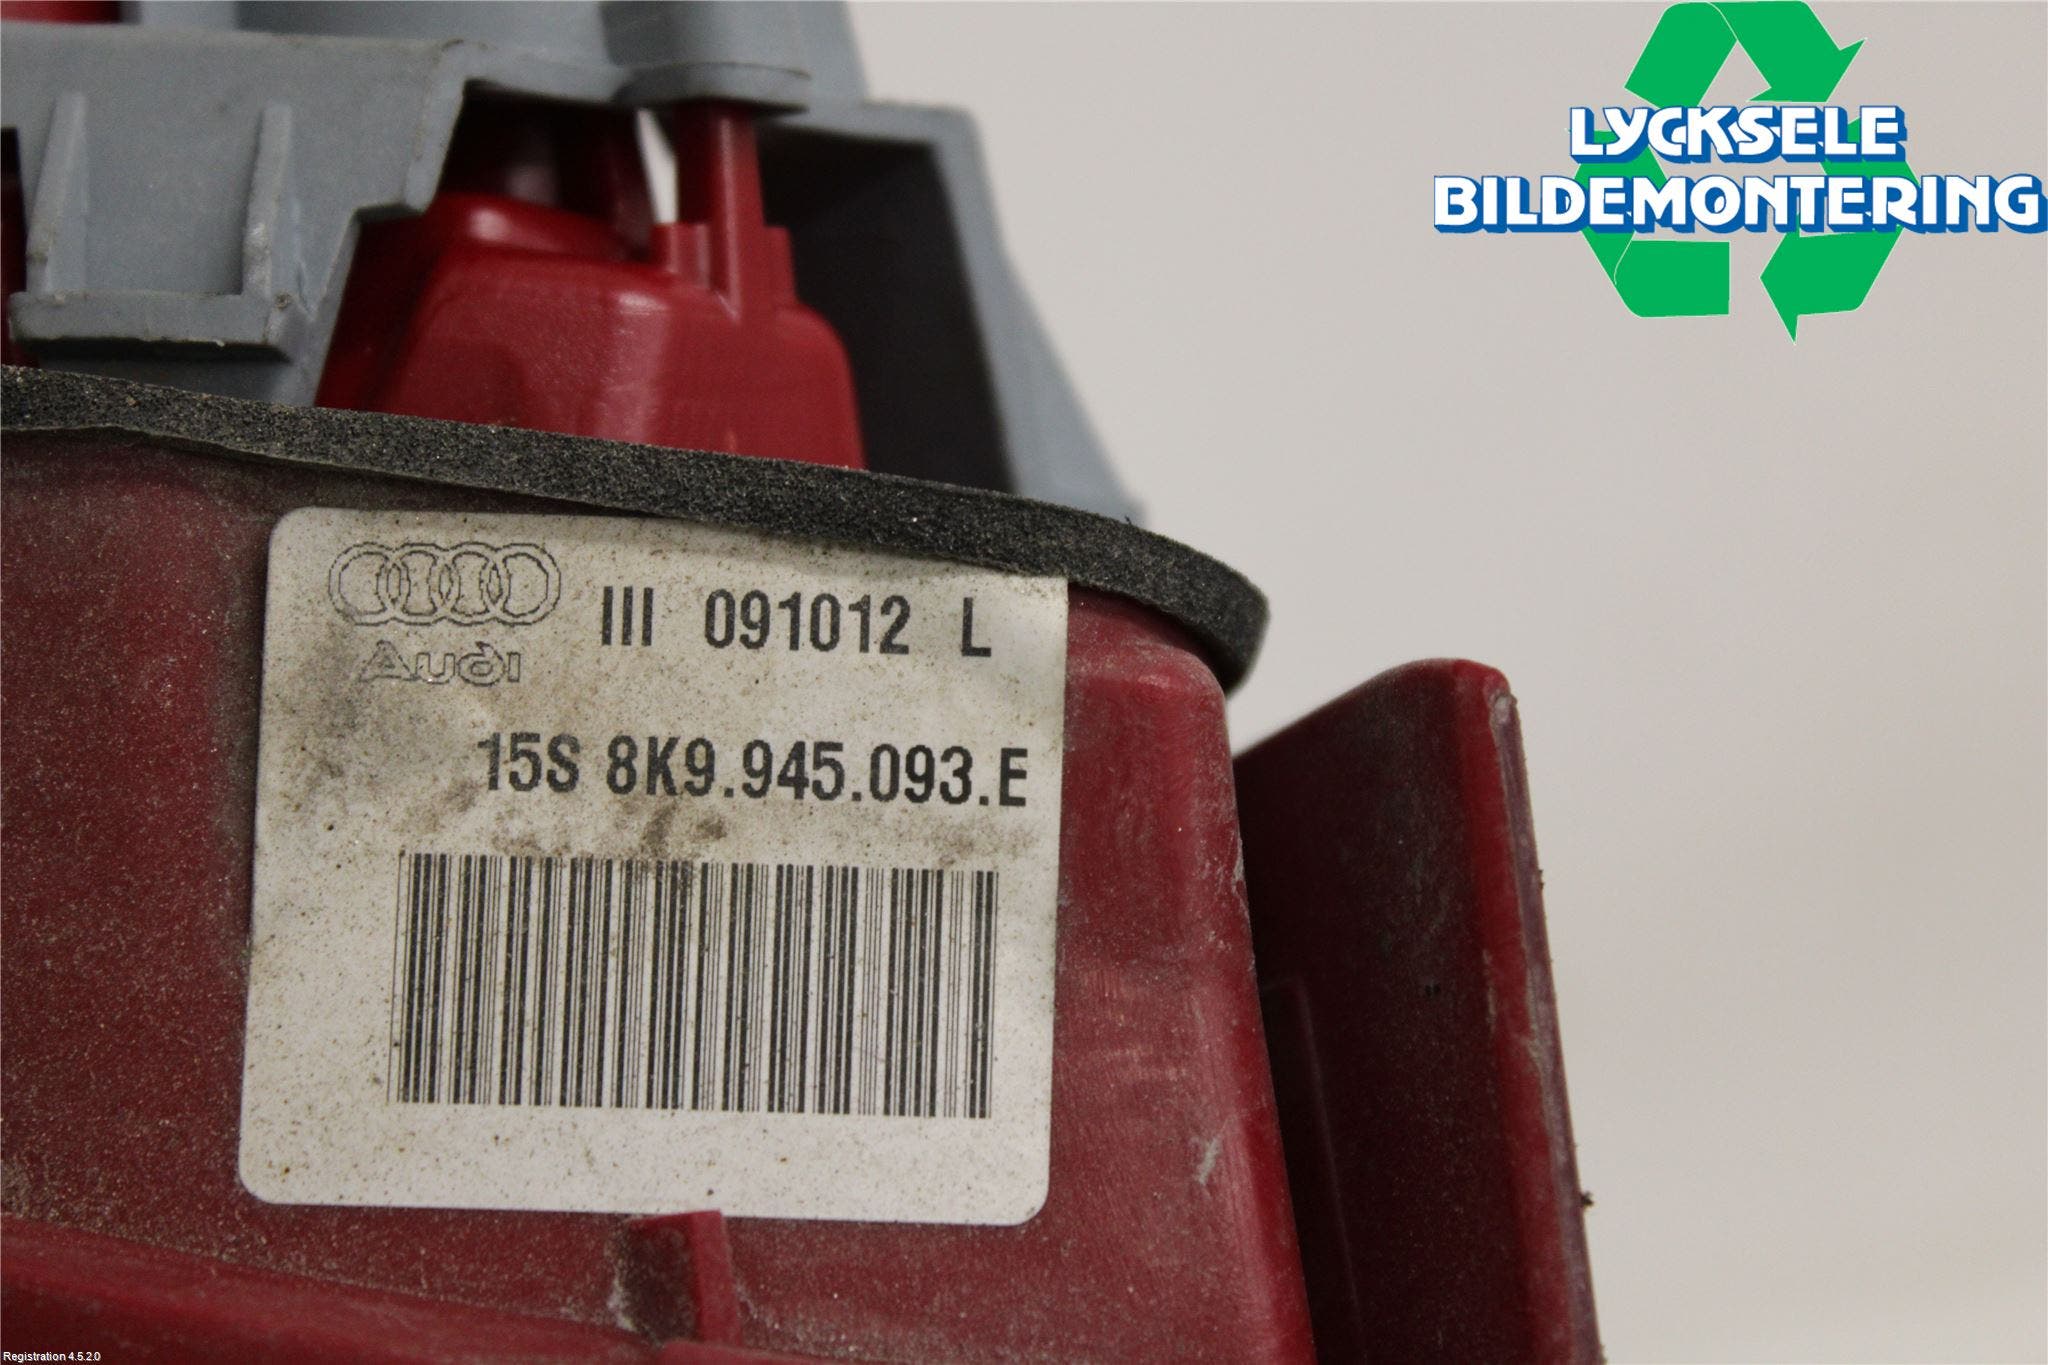 LYCKSELE
BILDEMONTERING
Audi
III 091012 L
15S 8K9.945.093.E
Registration 4.5.2.0